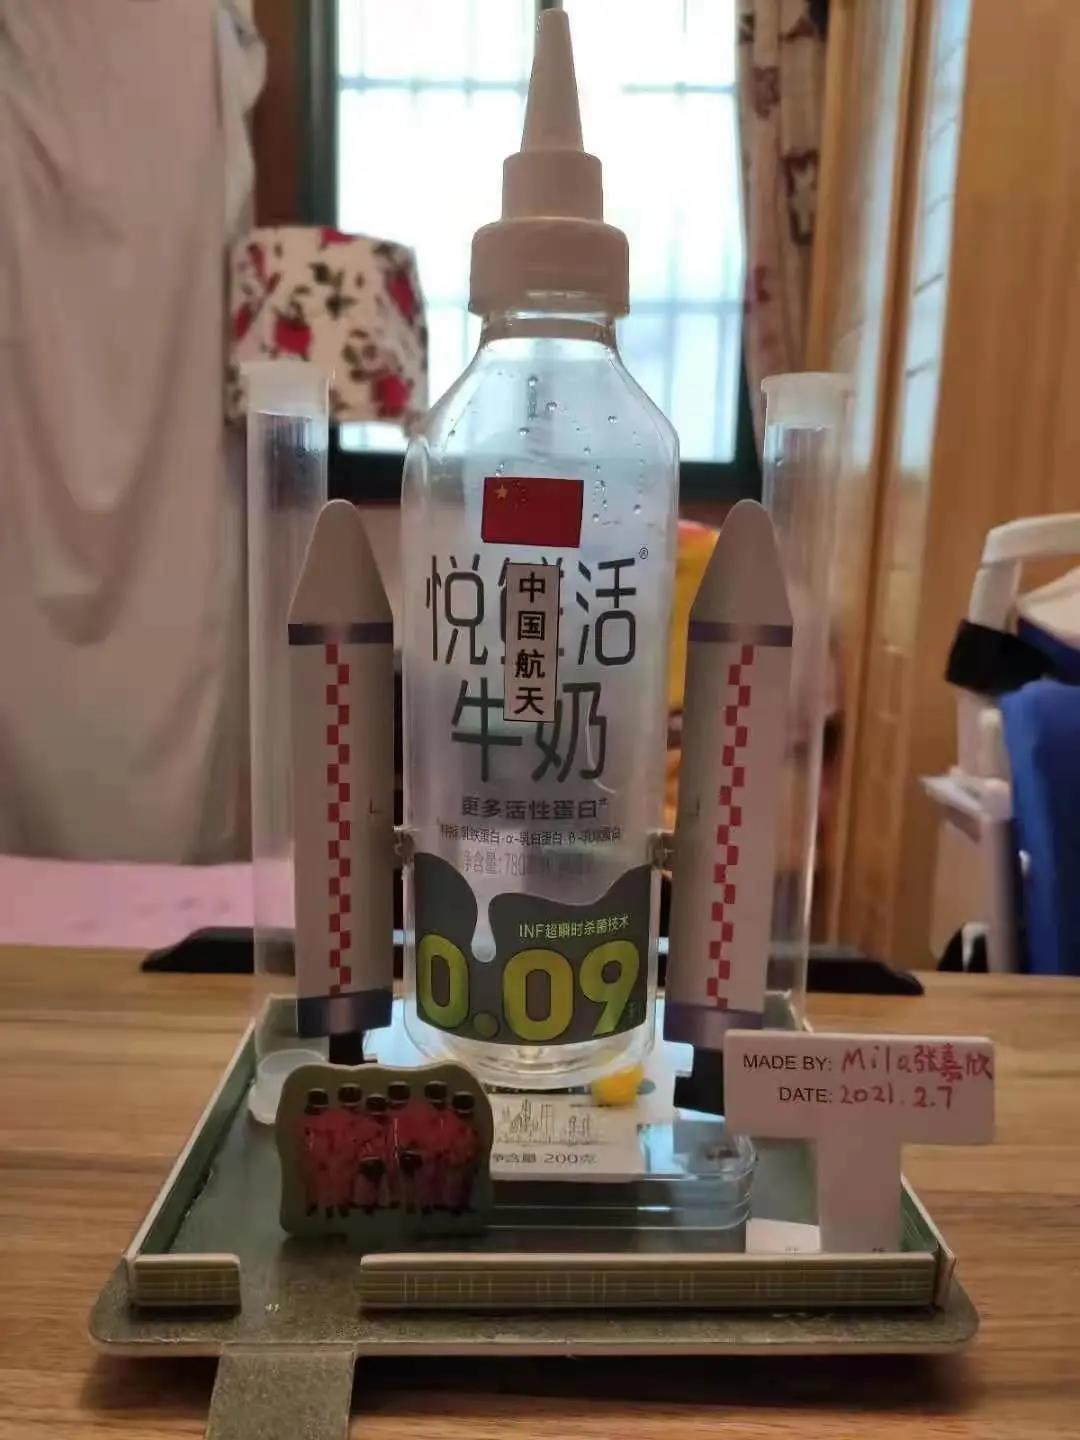 悦鲜活®
中国航天
牛奶
更多活性蛋白
INF超瞬时杀菌技术
0.09
MADE BY: Mila张嘉欣
DATE: 2021.2.7
净含量:200克